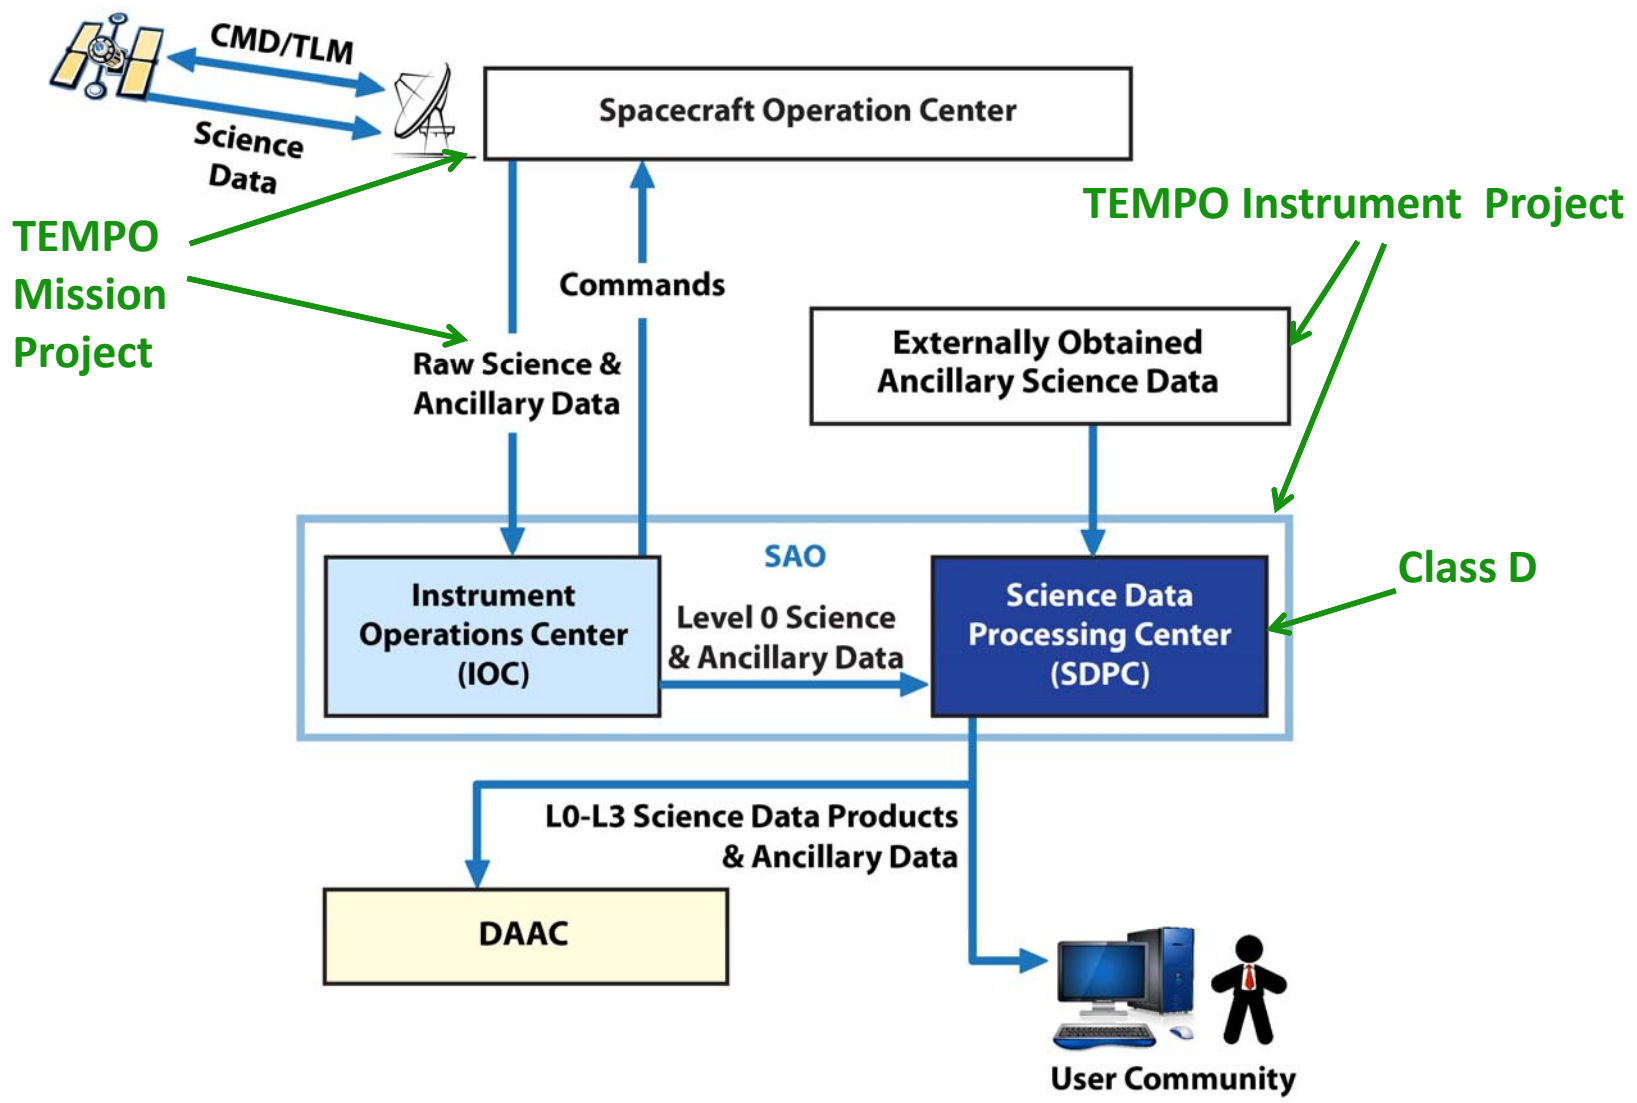 CMD/TLM
Science
Data
Spacecraft Operation Center
TEMPO Instrument Project
TEMPO
Mission
Project
Commands
Raw Science &
Ancillary Data
Externally Obtained
Ancillary Science Data
SAO
Class D
Instrument
Operations Center
(IOC)
Level 0 Science
& Ancillary Data
Science Data
Processing Center
(SDPC)
L0-L3 Science Data Products
& Ancillary Data
DAAC
User Community